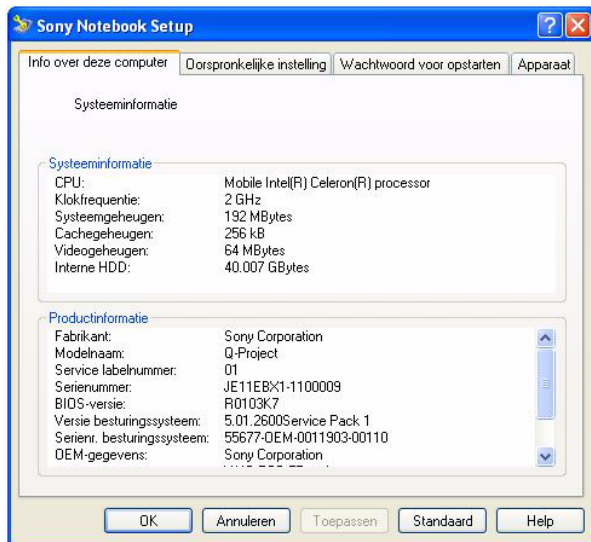 Sony Notebook Setup
Info over deze computer Oorspronkelijke instelling Wachtwoord voor opstarten Apparaat
Systeeminformatie
Systeeminformatie
CPU: Mobile Intel(R) Celeron(R) processor
Klokfrequentie: 2 GHz
Systeemgeheugen: 192 MBytes
Cachegeheugen: 256 kB
Videogeheugen: 64 MBytes
Interne HDD: 40.007 GBytes
Productinformatie
Fabrikant: Sony Corporation
Modelnaam: Q-Project
Service labelnummer: 01
Serienummer: JE11EBX1-1100009
BIOS-versie: R0103K7
Versie besturingssysteem: 5.01.2600Service Pack 1
Serienr. besturingssysteem: 55677-OEM-0011903-00110
OEM-gegevens: Sony Corporation
OK Annuleren Toepassen Standaard Help